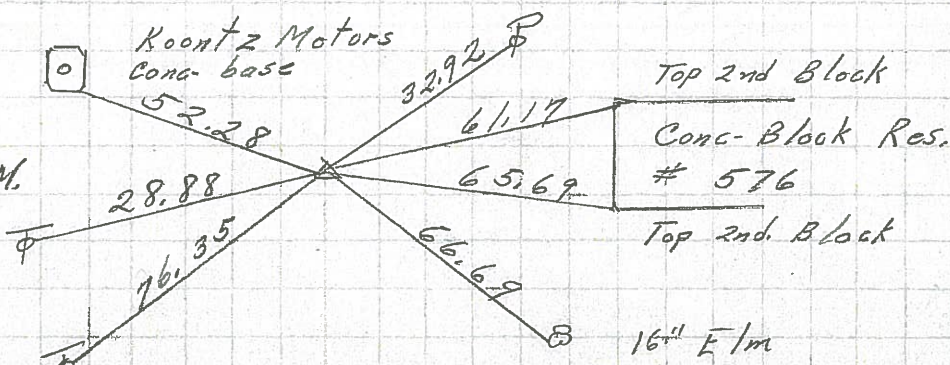 Koontz Motors
Conc- base
32.92
Top 2nd Block
52.28
61.17
Conc- Block Res.
# 576
28.88
65.69
Top 2nd. Block
76.35
66.69
16" Elm